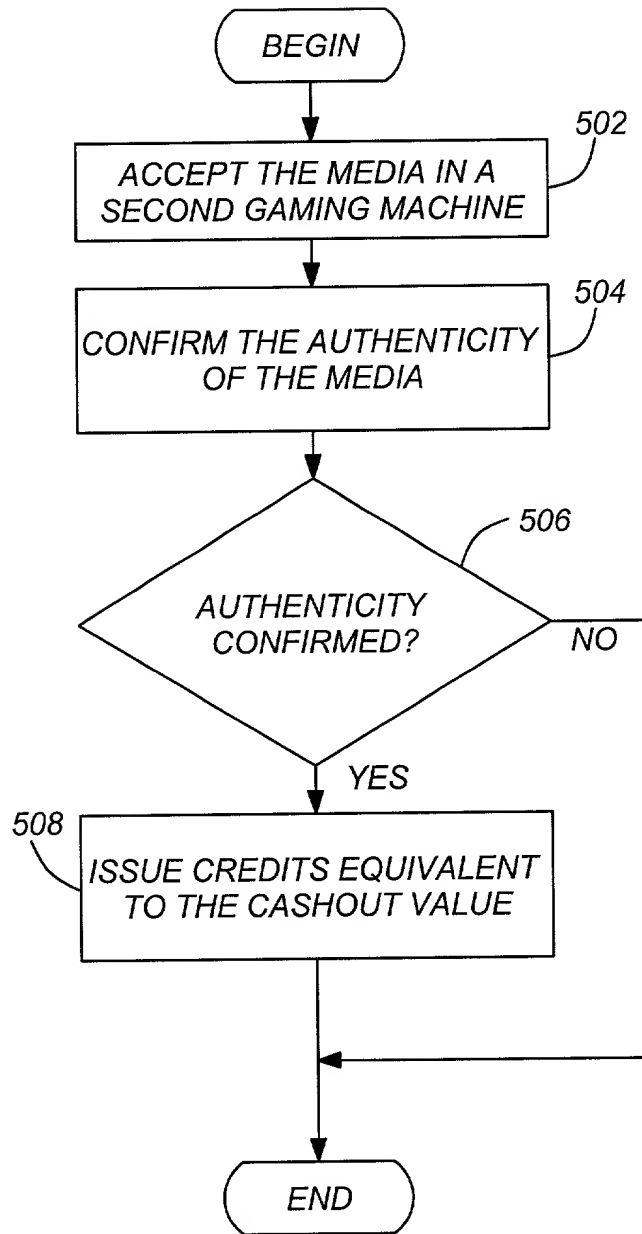 BEGIN
502
ACCEPT THE MEDIA IN A
SECOND GAMING MACHINE
504
CONFIRM THE AUTHENTICITY
OF THE MEDIA
506
AUTHENTICITY
CONFIRMED?
NO
YES
508
ISSUE CREDITS EQUIVALENT
TO THE CASHOUT VALUE
END